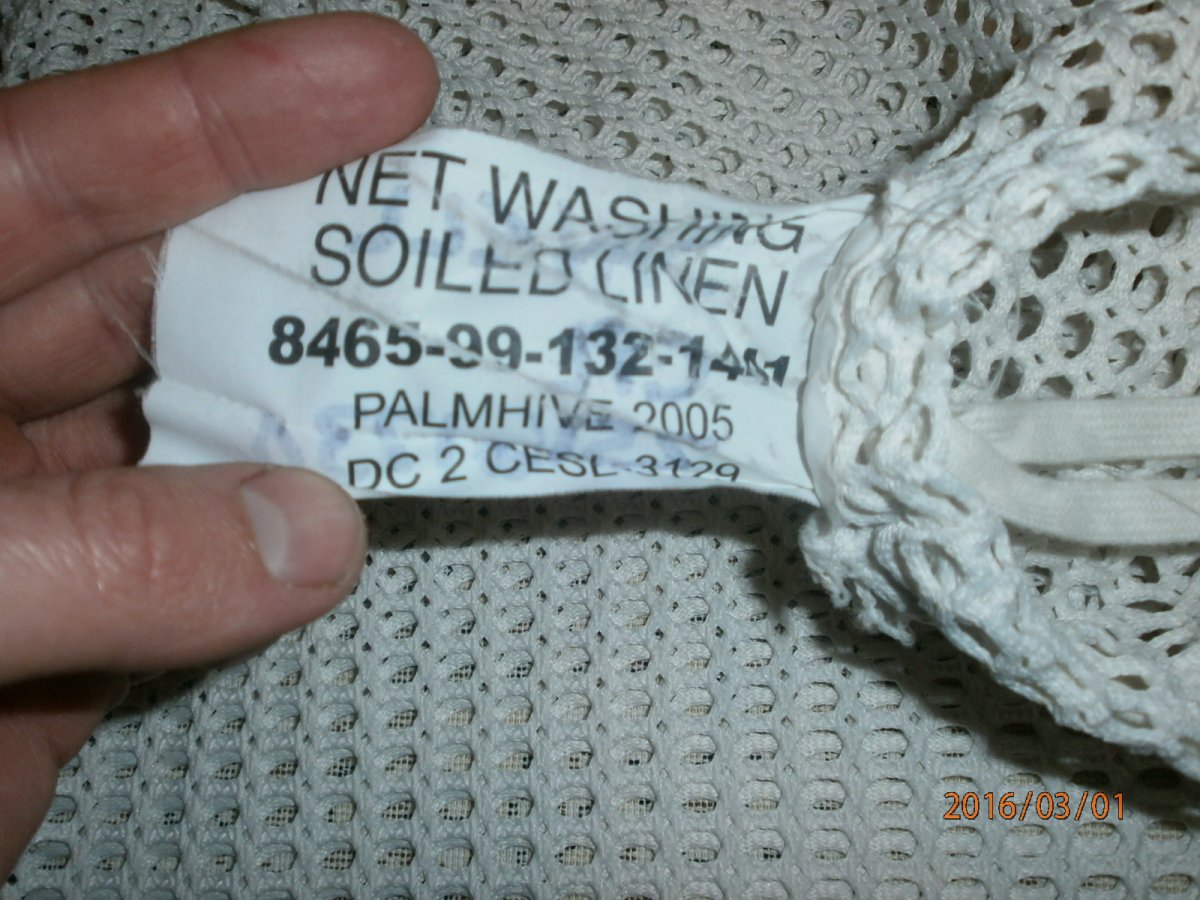 NET WASHING
SOILED LINEN
8465-99-132-1441
PALMHIVE 2005
DC 2 CESL-3129
2016/03/01